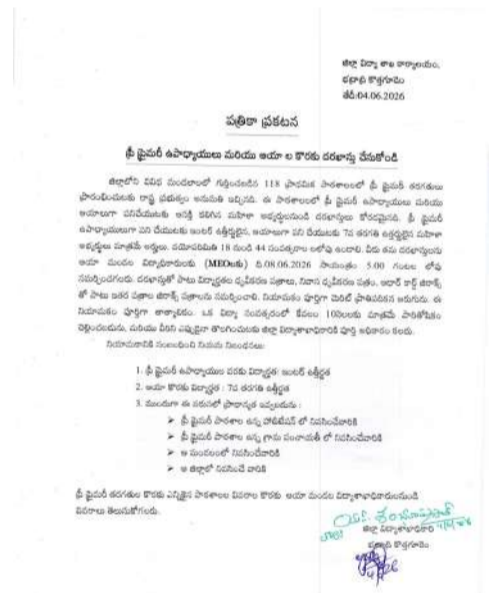 జిల్లా విద్యా శాఖ కార్యాలయం,
భద్రాద్రి కొత్తగూడెం
తేది:04.06.2026
పత్రికా ప్రకటన
ప్రీ ప్రైమరీ ఉపాధ్యాయులు మరియు ఆయా ల కొరకు దరఖాస్తు చేసుకోండి
జిల్లాలోని వివిధ మండలాలలో గుర్తించబడిన 118 ప్రాథమిక పాఠశాలలలో ప్రీ ప్రైమరీ తరగతులు
ప్రారంభించుటకు రాష్ట్ర ప్రభుత్వం అనుమతి ఇచ్చినది. ఈ పాఠశాలలలో ప్రీ ప్రైమరీ ఉపాధ్యాయులు మరియు
ఆయాలుగా పనిచేయుటకు ఆసక్తి కలిగిన మహిళా అభ్యర్థులనుండి దరఖాస్తులు కోరడమైనది. ప్రీ ప్రైమరీ
ఉపాధ్యాయులుగా పని చేయుటకు ఇంటర్ ఉత్తీర్ణులైన, ఆయాలుగా పని చేయుటకు 7వ తరగతి ఉత్తీర్ణులైన మహిళా
అభ్యర్థులు మాత్రమే అర్హులు. వయోపరిమితి 18 నుండి 44 సంవత్సరాల లలోపు ఉండాలి. వీరు తమ దరఖాస్తులను
ఆయా మండల విద్యాధికారులకు (MEOలకు) ది.08.06.2026 సాయంత్రం 5.00 గంటల లోపు
సమర్పించగలరు. దరఖాస్తుతో పాటు విద్యార్హతల ధృవీకరణ పత్రాలు, నివాస ధృవీకరణ పత్రం, ఆధార్ కార్డ్ జిరాక్స్
తో పాటు ఇతర పత్రాల జిరాక్స్ పత్రాలను సమర్పించాలి. నియామకం పూర్తిగా మెరిట్ ప్రాతిపదికన జరుగును. ఈ
నియామకం పూర్తిగా తాత్కాలికం. ఒక విద్యా సంవత్సరంలో కేవలం 10నెలలకు మాత్రమే పారితోషికం
చెల్లించబడును, మరియు వీరిని ఎప్పుడైనా తొలగించుటకు జిల్లా విద్యాశాఖాధికారికి పూర్తి అధికారం కలదు.
నియామకానికి సంబంధించి నియమ నిబంధనలు:
1. ప్రీ ప్రైమరీ ఉపాధ్యాయుల వరకు విద్యార్హత: ఇంటర్ ఉత్తీర్ణత
2. ఆయా కొరకు విద్యార్హత : 7వ తరగతి ఉత్తీర్ణత
3. ముందుగా ఈ వరుసలో ప్రాధాన్యత ఇవ్వబడును :
➤ ప్రీ ప్రైమరీ పాఠశాల ఉన్న హాబిటేషన్ లో నివసించేవారికి
➤ ప్రీ ప్రైమరీ పాఠశాల ఉన్న గ్రామ పంచాయతీ లో నివసించేవారికి
➤ ఆ మండలంలో నివసించేవారికి
➤ ఆ జిల్లాలో నివసించే వారికి
ప్రీ ప్రైమరీ తరగతుల కొరకు ఎన్నికైన పాఠశాలల వివరాల కొరకు ఆయా మండల విద్యాశాఖాధికారులనుండి
వివరాలు తెలుసుకోగలరు.
జిల్లా విద్యాశాఖాధికారి
భద్రాద్రి కొత్తగూడెం